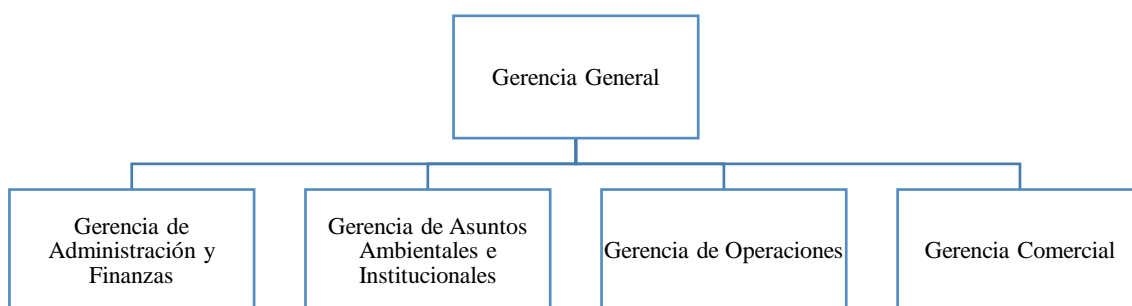 Gerencia General
Gerencia de
Administración y
Finanzas
Gerencia de Asuntos
Ambientales e
Institucionales
Gerencia de Operaciones
Gerencia Comercial